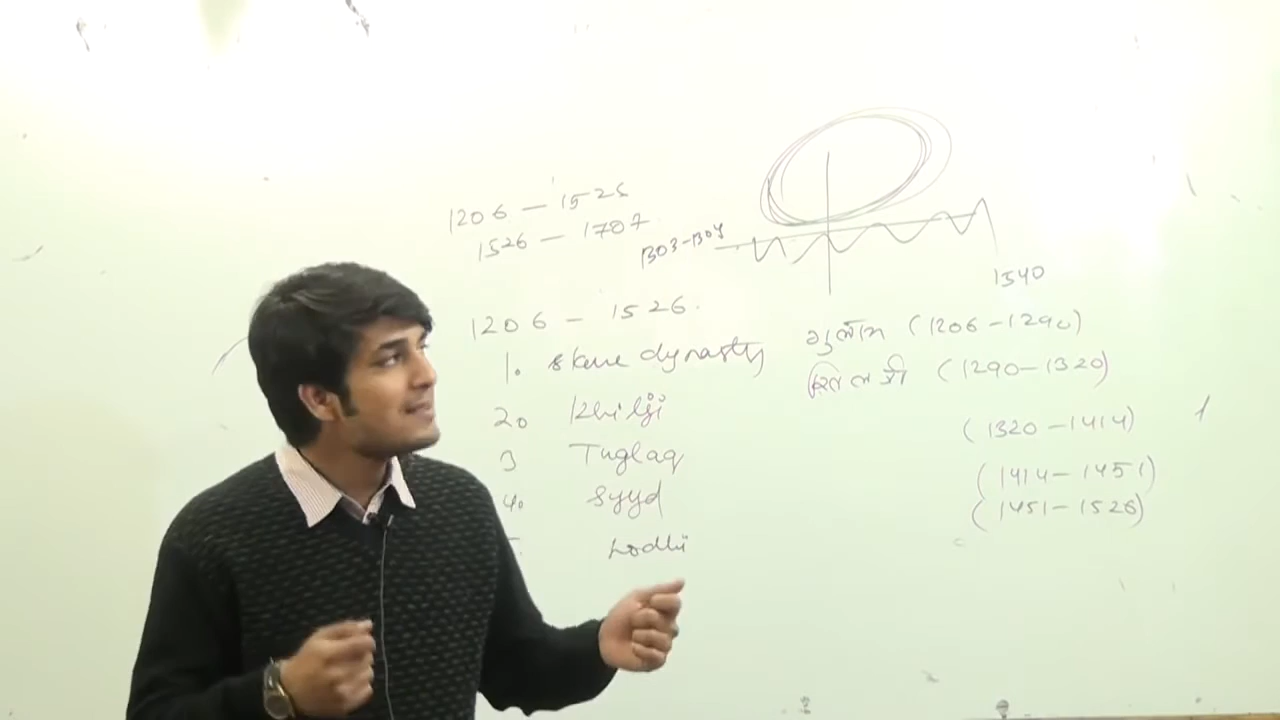 1206 – 1526
1526 – 1707
1303-1304
1540
1206 – 1526.
1. slave dynasty गुलाम (1206 – 1290)
2. Khilji खिलजी (1290 – 1320)
3 Tuglaq (1320 – 1414)
4. Syyd (1414 – 1451)
Lodhi (1451 – 1526)